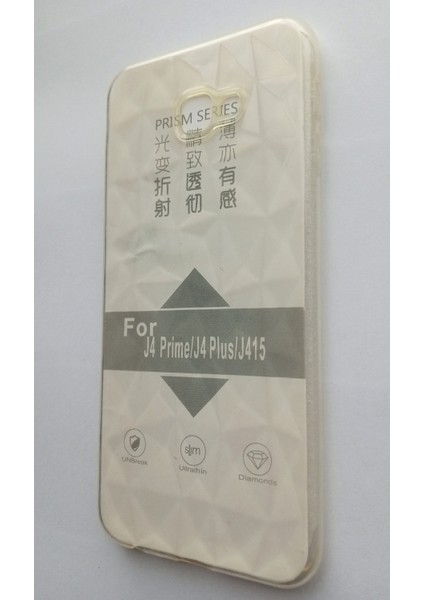 PRISM SERIES
薄亦有感
精致透彻
光变折射
For
J4 Prime/J4 Plus/J415
slim
Ultrathin
Diamonds